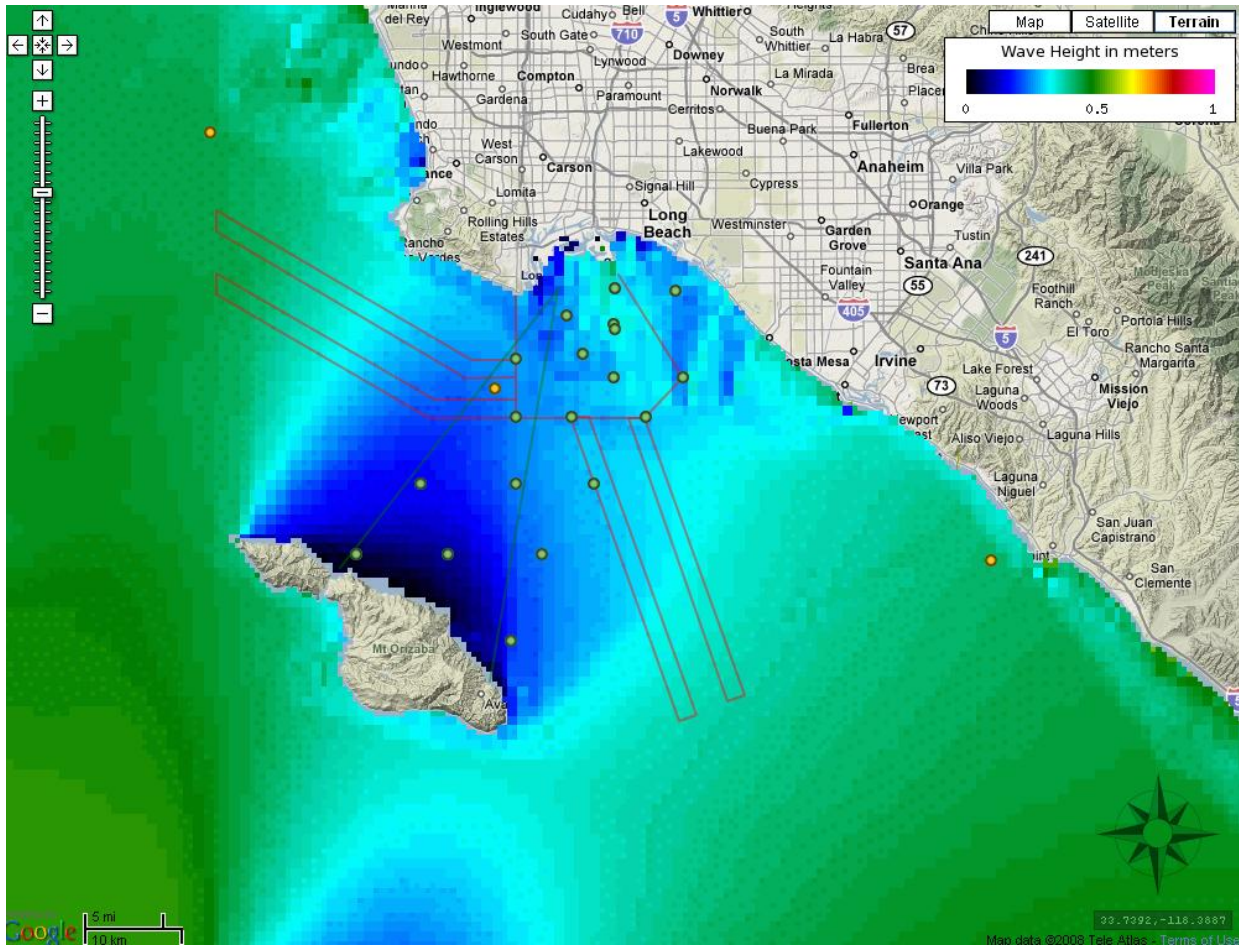 Map Satellite Terrain
Wave Height in meters
0 0.5 1
del Rey
Inglewood
Cudahy
Bell
Whittier
Heights
5
710
57
South Gate
South
Whittier
La Habra
Westmont
Lynwood
Downey
Brea
Hawthorne
Compton
Paramount
Norwalk
La Mirada
Gardena
Cerritos
Buena Park
Fullerton
West
Carson
Carson
Lakewood
Anaheim
Villa Park
Lomita
Signal Hill
Cypress
Orange
Rolling Hills
Estates
Long
Beach
Westminster
Garden
Grove
Tustin
Santa Ana
241
Fountain
Valley
55
405
Foothill
Ranch
Modjeska
Peak
El Toro
Portola Hills
Irvine
5
Rancho Santa
Margarita
Lake Forest
73
Laguna
Woods
Mission
Viejo
Aliso Viejo
Laguna Hills
Laguna
Niguel
San Juan
Capistrano
San
Clemente
Mt Orizaba
5 mi
10 km
Google
33.7392,-118.3887
Map data ©2008 Tele Atlas - Terms of Use